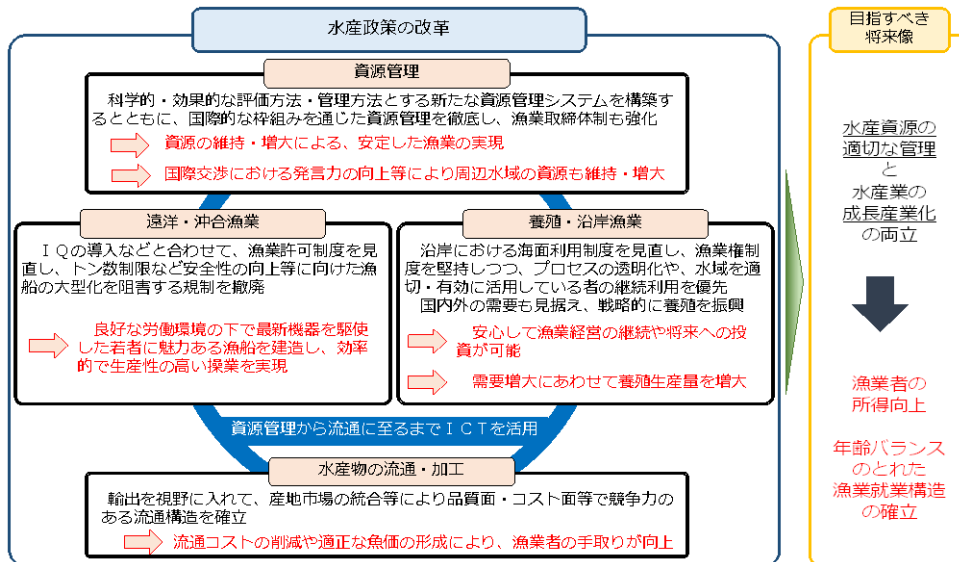 水産政策の改革
資源管理
科学的・効果的な評価方法・管理方法とする新たな資源管理システムを構築す
るとともに、国際的な枠組みを通じた資源管理を徹底し、漁業取締体制も強化
資源の維持・増大による、安定した漁業の実現
国際交渉における発言力の向上等により周辺水域の資源も維持・増大
遠洋・沖合漁業
ＩＱの導入などと合わせて、漁業許可制度を見
直し、トン数制限など安全性の向上等に向けた漁
船の大型化を阻害する規制を撤廃
良好な労働環境の下で最新機器を駆使
した若者に魅力ある漁船を建造し、効率
的で生産性の高い操業を実現
養殖・沿岸漁業
沿岸における海面利用制度を見直し、漁業権制
度を堅持しつつ、プロセスの透明化や、水域を適
切・有効に活用している者の継続利用を優先
国内外の需要も見据え、戦略的に養殖を振興
安心して漁業経営の継続や将来への投
資が可能
需要増大にあわせて養殖生産量を増大
資源管理から流通に至るまでＩＣＴを活用
水産物の流通・加工
輸出を視野に入れて、産地市場の統合等により品質面・コスト面等で競争力の
ある流通構造を確立
流通コストの削減や適正な魚価の形成により、漁業者の手取りが向上
目指すべき
将来像
水産資源の
適切な管理
と
水産業の
成長産業化
の両立
漁業者の
所得向上
年齢バランス
のとれた
漁業就業構造
の確立